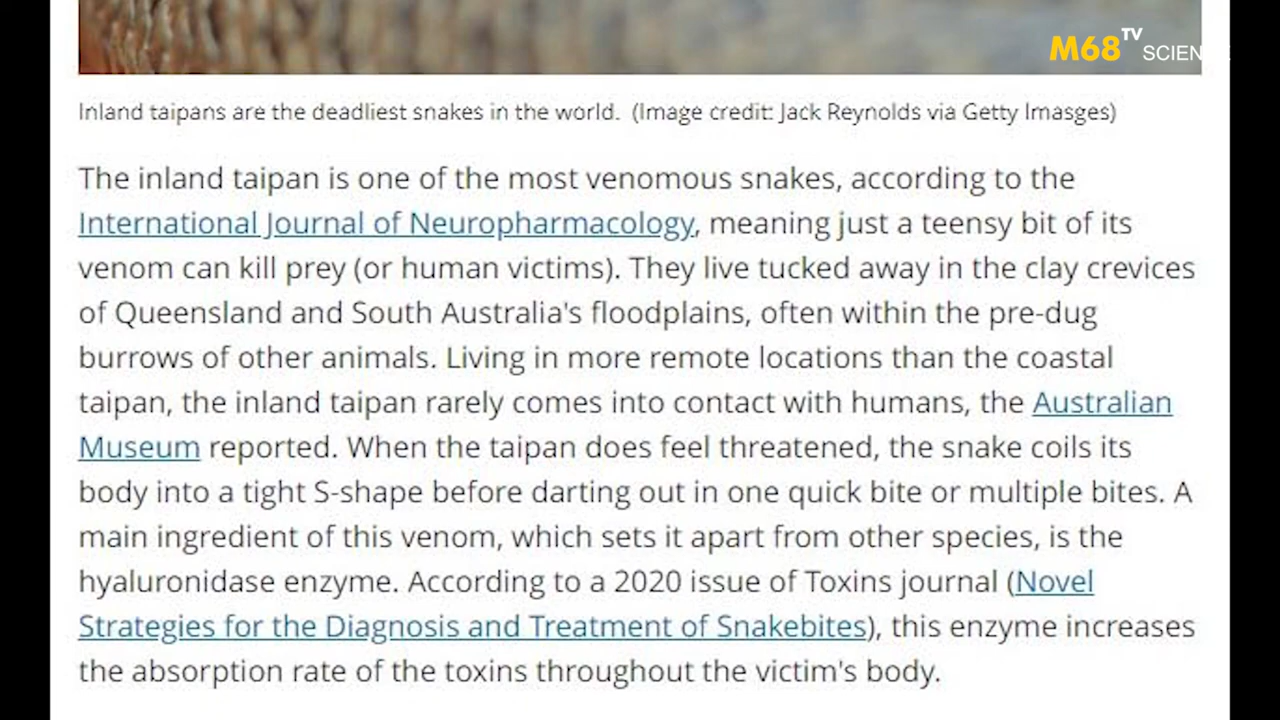 M68 TV SCIEN
Inland taipans are the deadliest snakes in the world. (Image credit: Jack Reynolds via Getty Imasges)
The inland taipan is one of the most venomous snakes, according to the
International Journal of Neuropharmacology, meaning just a teensy bit of its
venom can kill prey (or human victims). They live tucked away in the clay crevices
of Queensland and South Australia's floodplains, often within the pre-dug
burrows of other animals. Living in more remote locations than the coastal
taipan, the inland taipan rarely comes into contact with humans, the Australian
Museum reported. When the taipan does feel threatened, the snake coils its
body into a tight S-shape before darting out in one quick bite or multiple bites. A
main ingredient of this venom, which sets it apart from other species, is the
hyaluronidase enzyme. According to a 2020 issue of Toxins journal (Novel
Strategies for the Diagnosis and Treatment of Snakebites), this enzyme increases
the absorption rate of the toxins throughout the victim's body.